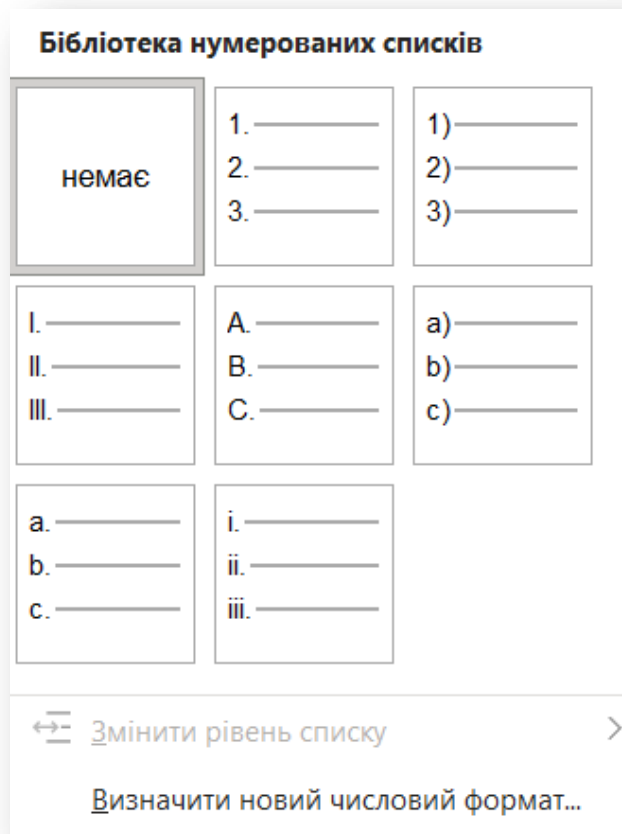 Бібліотека нумерованих списків
немає
1.
2.
3.
1)
2)
3)
I.
II.
III.
A.
B.
C.
a)
b)
c)
a.
b.
c.
i.
ii.
iii.
Змінити рівень списку
Визначити новий числовий формат...